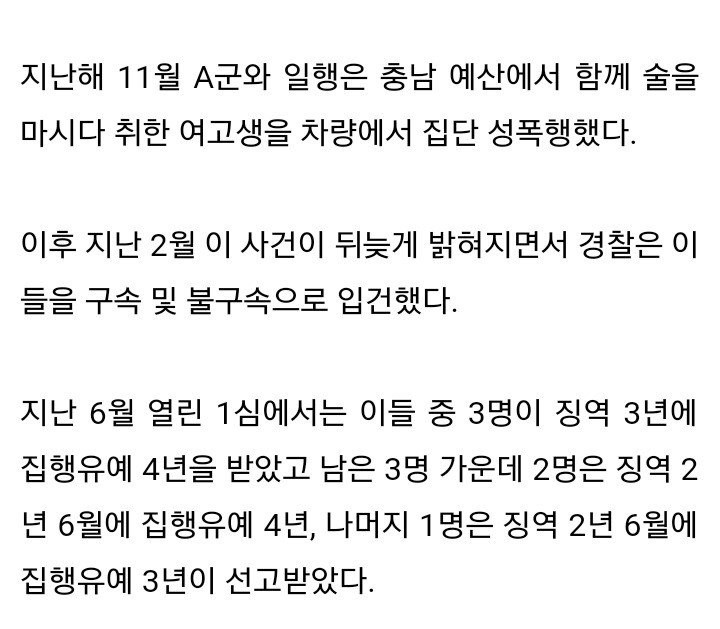 지난해 11월 A군와 일행은 충남 예산에서 함께 술을
마시다 취한 여고생을 차량에서 집단 성폭행했다.
이후 지난 2월 이 사건이 뒤늦게 밝혀지면서 경찰은 이
들을 구속 및 불구속으로 입건했다.
지난 6월 열린 1심에서는 이들 중 3명이 징역 3년에
집행유예 4년을 받았고 남은 3명 가운데 2명은 징역 2
년 6월에 집행유예 4년, 나머지 1명은 징역 2년 6월에
집행유예 3년이 선고받았다.